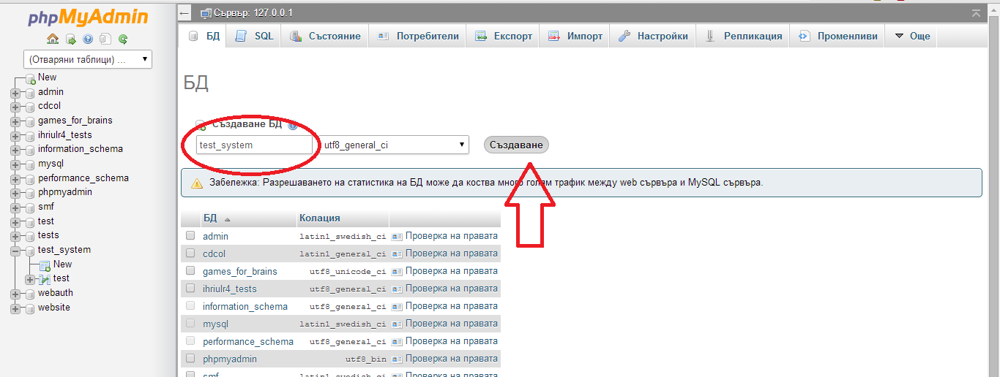 phpMyAdmin
(Отваряни таблици) ...
New
admin
cdcol
games_for_brains
ihriulr4_tests
information_schema
mysql
performance_schema
phpmyadmin
smf
test
tests
test_system
New
test
webauth
website
Сървър: 127.0.0.1
БД SQL Състояние Потребители Експорт Импорт Настройки Репликация Променливи Още
БД
Създаване БД
test_system utf8_general_ci Създаване
Забележка: Разрешаването на статистика на БД може да коства много голям трафик между web сървъра и MySQL сървъра.
БД Колация
admin latin1_swedish_ci Проверка на правата
cdcol latin1_general_ci Проверка на правата
games_for_brains utf8_unicode_ci Проверка на правата
ihriulr4_tests utf8_general_ci Проверка на правата
information_schema utf8_general_ci Проверка на правата
mysql latin1_swedish_ci Проверка на правата
performance_schema utf8_general_ci Проверка на правата
phpmyadmin utf8_bin Проверка на правата
smf latin1_swedish_ci Проверка на правата